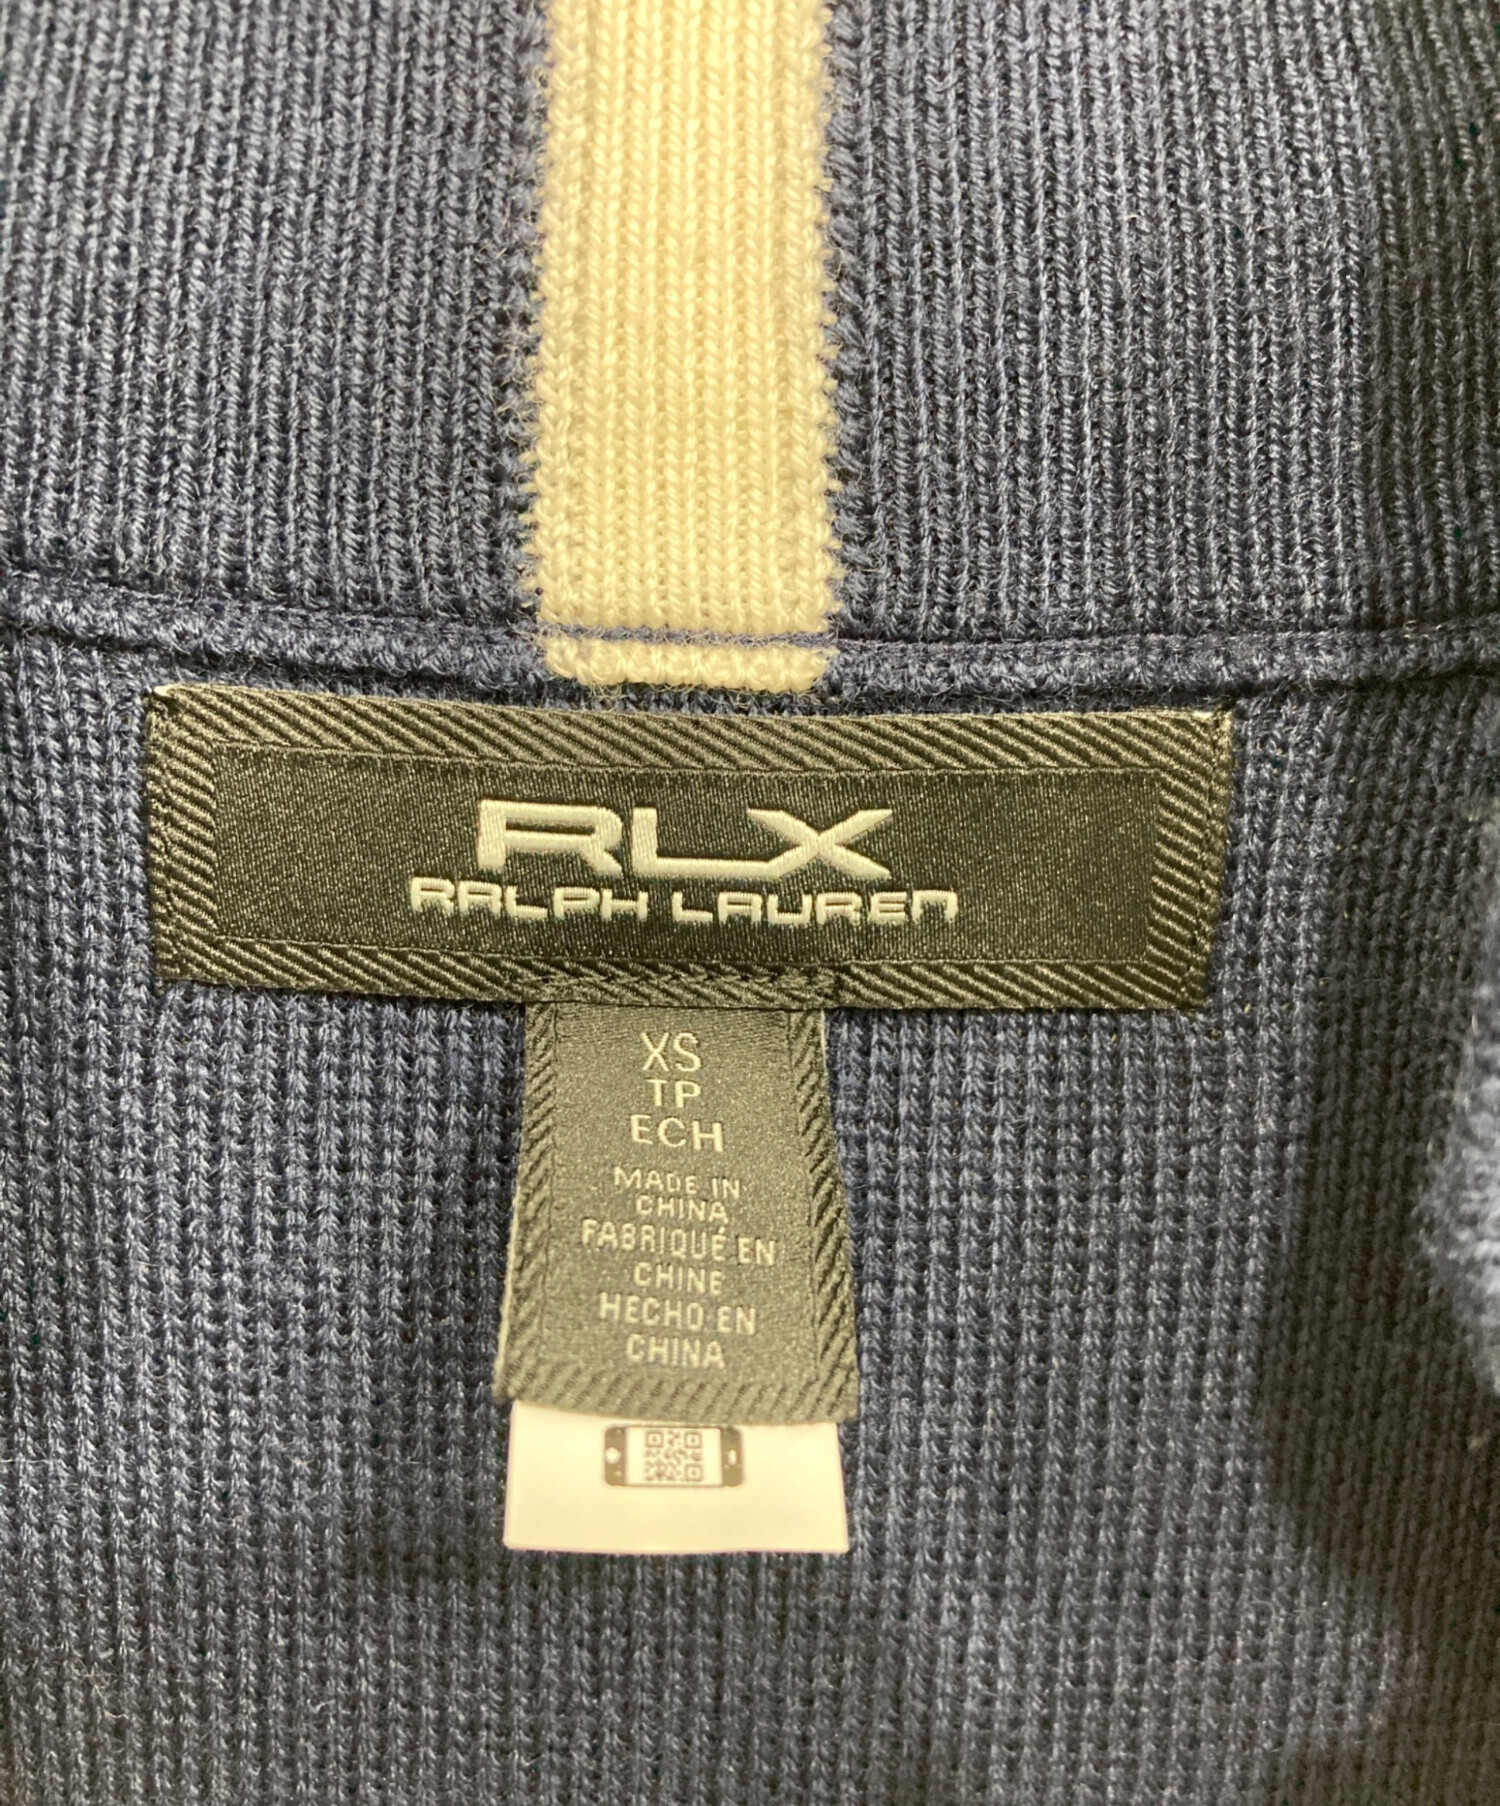 RLX
RALPH LAUREN
XS
TP
ECH
MADE IN
CHINA
FABRIQUÉ EN
CHINE
HECHO EN
CHINA